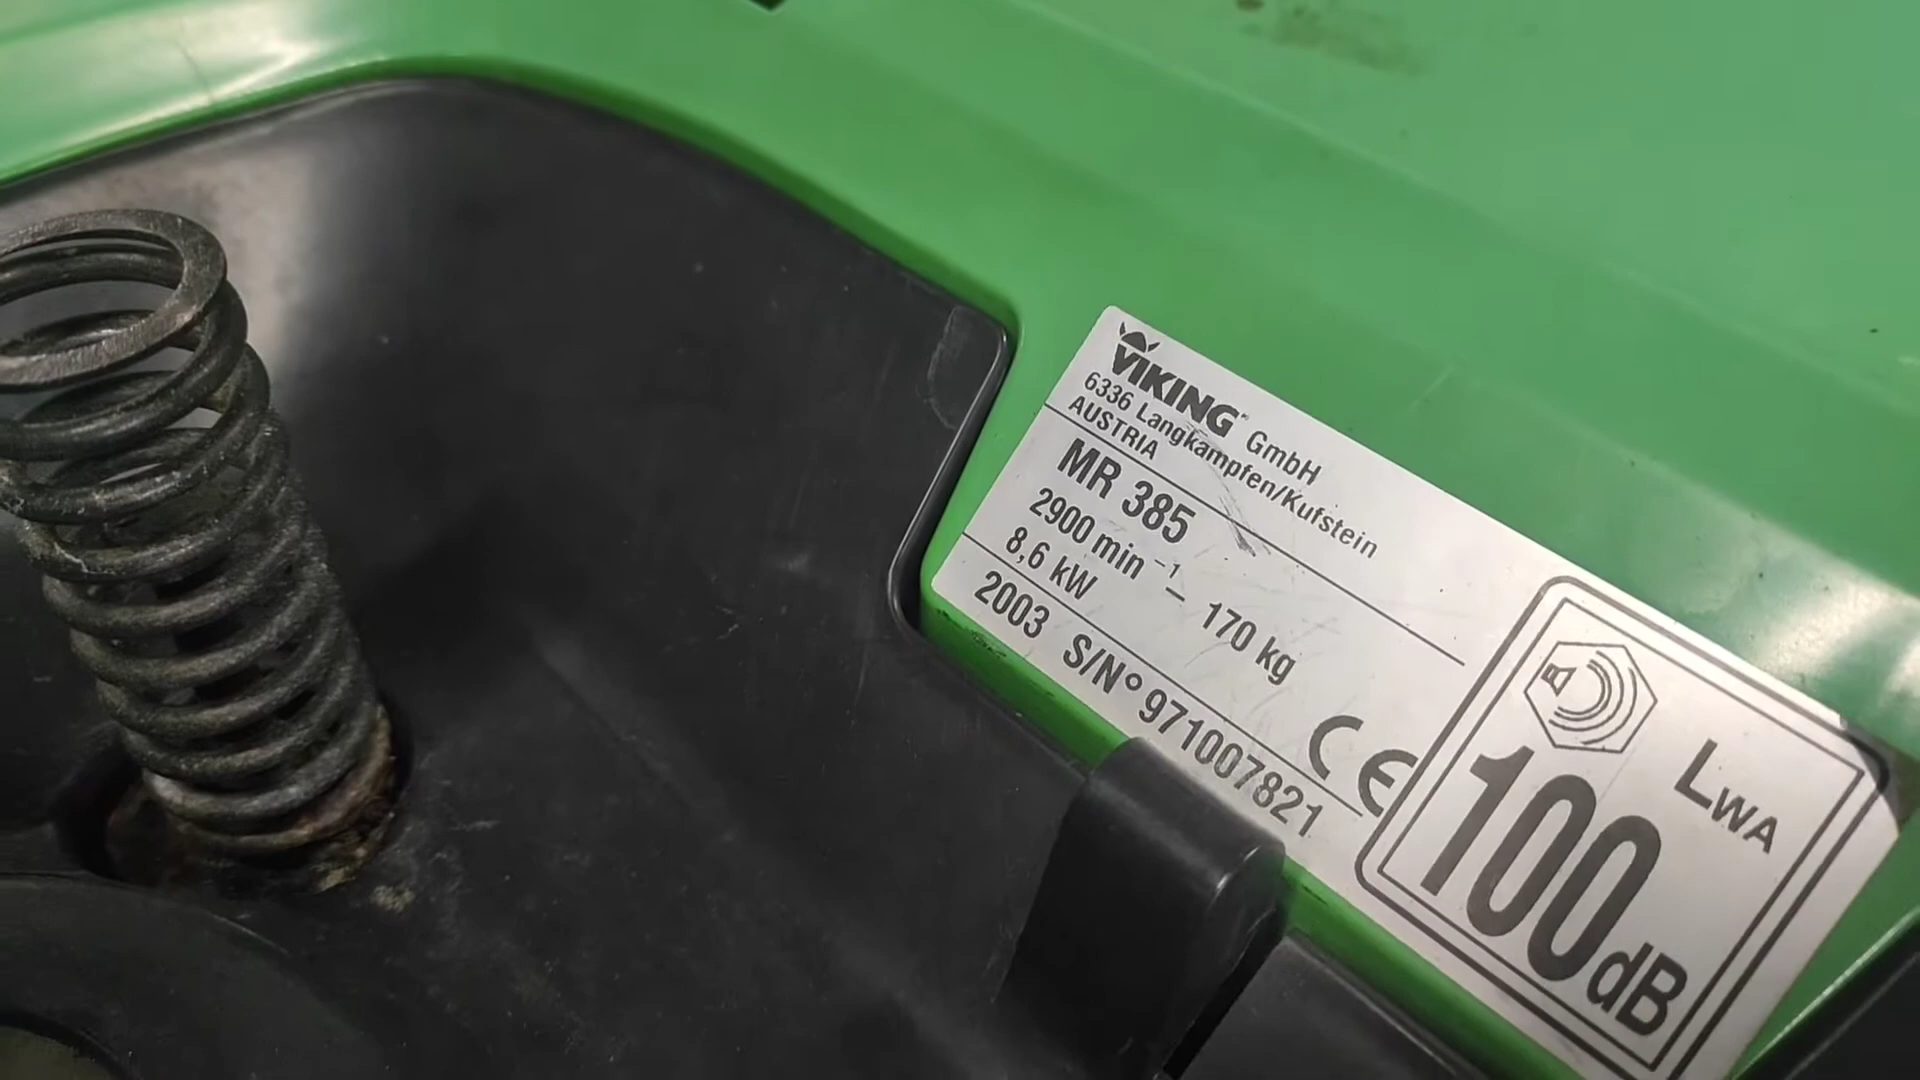 VIKING GmbH
6336 Langkampfen/Kufstein
AUSTRIA
MR 385
2900 min⁻¹ – 170 kg
8,6 kW
2003 S/N° 971007821
CE
LWA
100dB